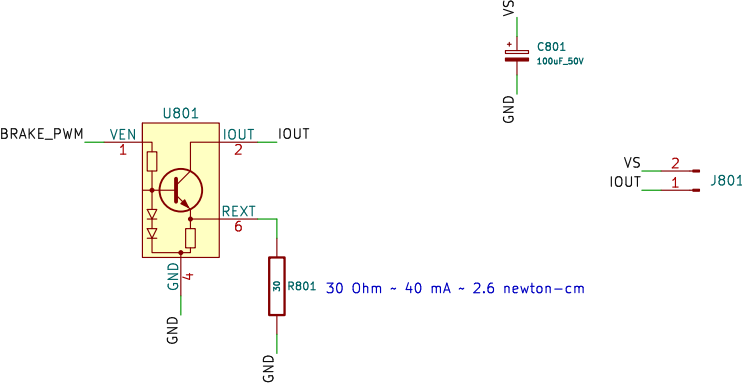 VS
C801
100uF_50V
GND
U801
BRAKE_PWM
VEN
IOUT
IOUT
1
2
VS
2
IOUT
1
J801
REXT
6
GND
4
30
R801
30 Ohm ~ 40 mA ~ 2.6 newton-cm
GND
GND